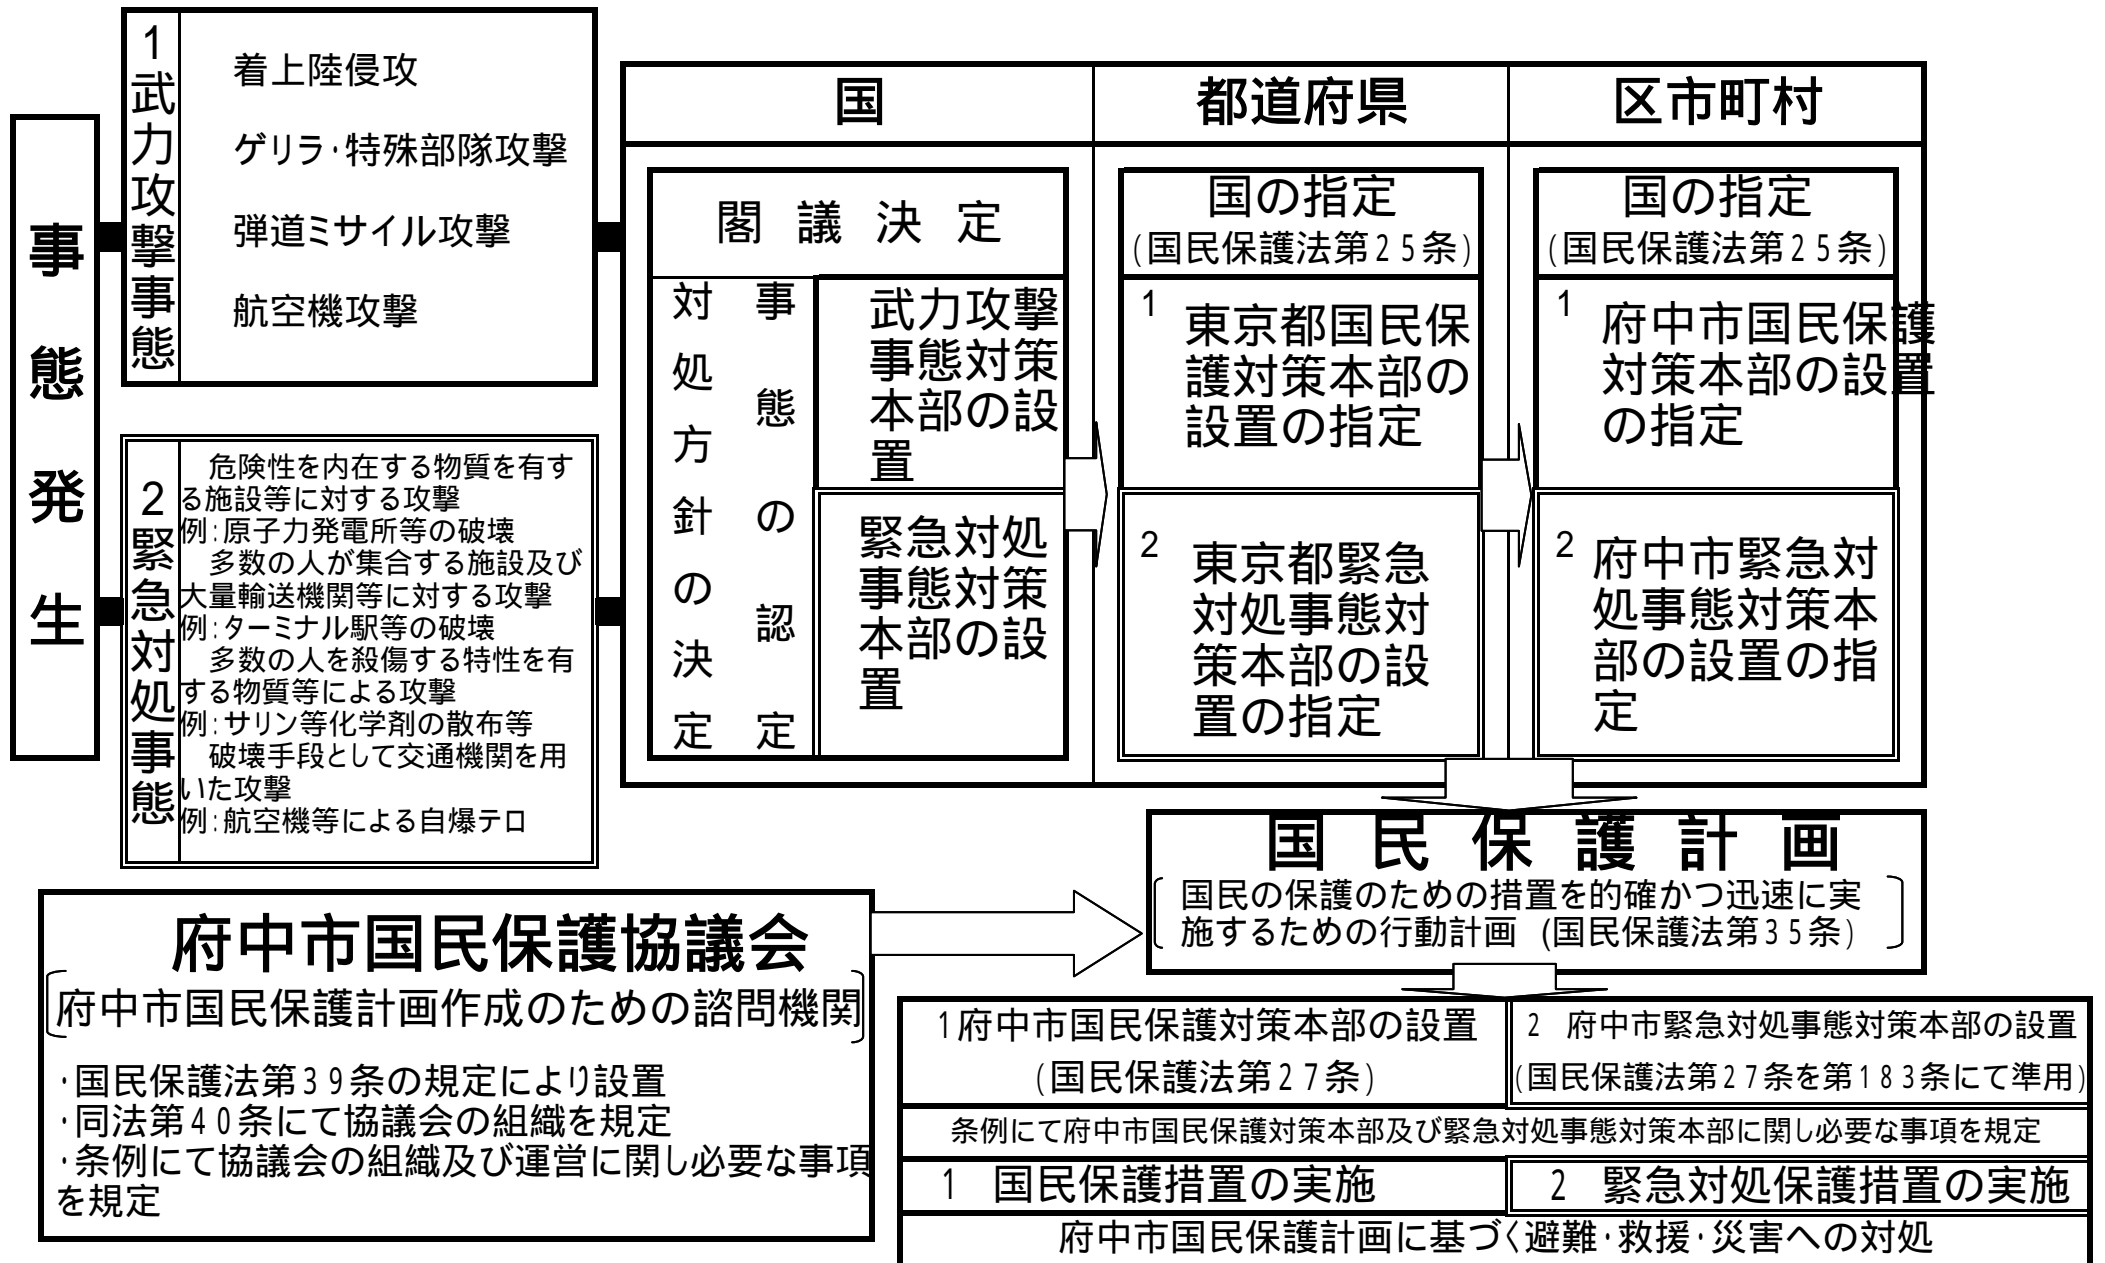 事態発生
1武力攻撃事態
着上陸侵攻
ゲリラ・特殊部隊攻撃
弾道ミサイル攻撃
航空機攻撃
2緊急対処事態
危険性を内在する物質を有す
る施設等に対する攻撃
例:原子力発電所等の破壊
多数の人が集合する施設及び
大量輸送機関等に対する攻撃
例:ターミナル駅等の破壊
多数の人を殺傷する特性を有
する物質等による攻撃
例:サリン等化学剤の散布等
破壊手段として交通機関を用
いた攻撃
例:航空機等による自爆テロ
国
閣議決定
事態の認定
対処方針の決定
武力攻撃
事態対策
本部の設
置
緊急対処
事態対策
本部の設
置
都道府県
国の指定
(国民保護法第25条)
1
東京都国民保
護対策本部の
設置の指定
2
東京都緊急
対処事態対
策本部の設
置の指定
区市町村
国の指定
(国民保護法第25条)
1
府中市国民保護
対策本部の設置
の指定
2
府中市緊急対
処事態対策本
部の設置の指
定
国民保護計画
国民の保護のための措置を的確かつ迅速に実
施するための行動計画 (国民保護法第35条)
府中市国民保護協議会
府中市国民保護計画作成のための諮問機関
・国民保護法第39条の規定により設置
・同法第40条にて協議会の組織を規定
・条例にて協議会の組織及び運営に関し必要な事項
を規定
1府中市国民保護対策本部の設置
(国民保護法第27条)
2 府中市緊急対処事態対策本部の設置
(国民保護法第27条を第183条にて準用)
条例にて府中市国民保護対策本部及び緊急対処事態対策本部に関し必要な事項を規定
1 国民保護措置の実施
2 緊急対処保護措置の実施
府中市国民保護計画に基づく避難・救援・災害への対処